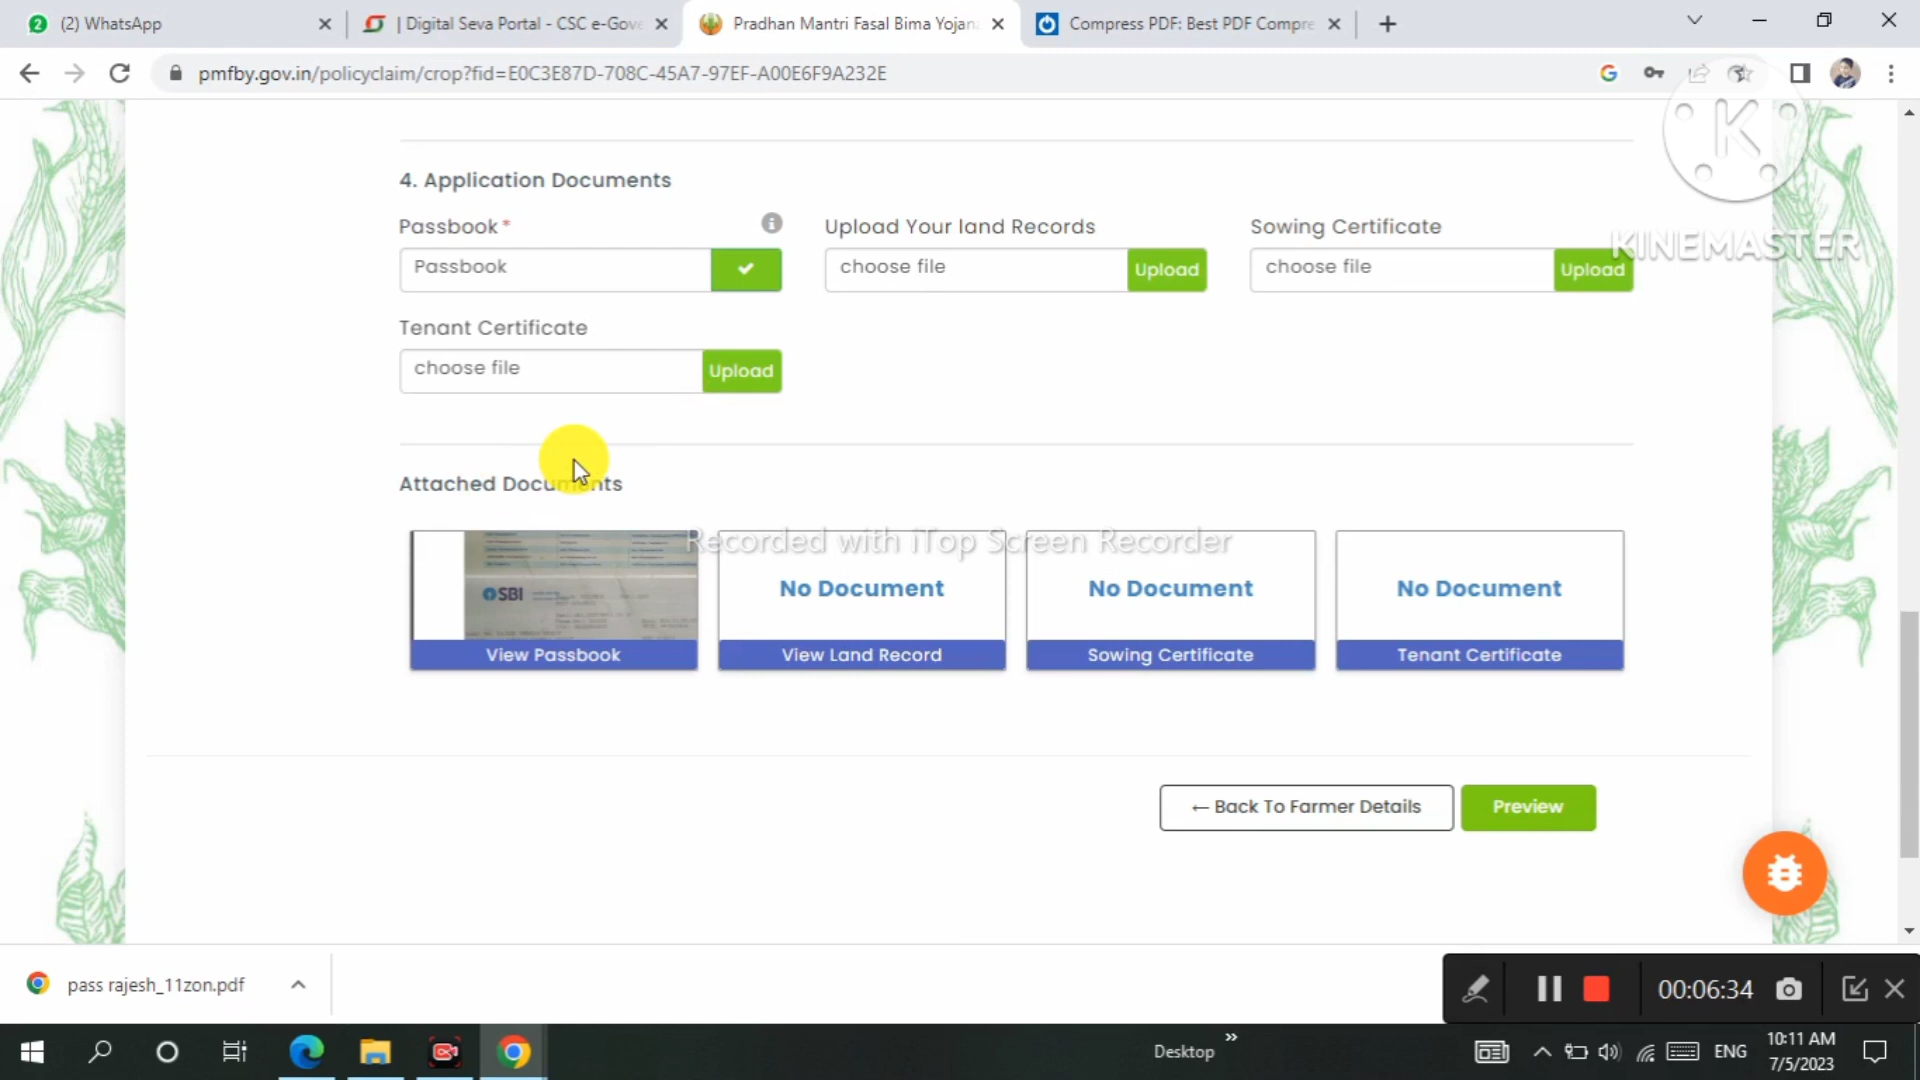 (2) WhatsApp
| Digital Seva Portal - CSC e-Gove
Pradhan Mantri Fasal Bima Yojana
Compress PDF: Best PDF Compre
pmfby.gov.in/policyclaim/crop?fid=E0C3E87D-708C-45A7-97EF-A00E6F9A232E
KINEMASTER
4. Application Documents
Passbook*
Upload Your land Records
Sowing Certificate
Passbook
choose file
Upload
choose file
Upload
Tenant Certificate
choose file
Upload
Attached Documents
Recorded with iTop Screen Recorder
SBI
No Document
No Document
No Document
View Passbook
View Land Record
Sowing Certificate
Tenant Certificate
← Back To Farmer Details
Preview
pass rajesh_11zon.pdf
00:06:34
Desktop
ENG
10:11 AM
7/5/2023